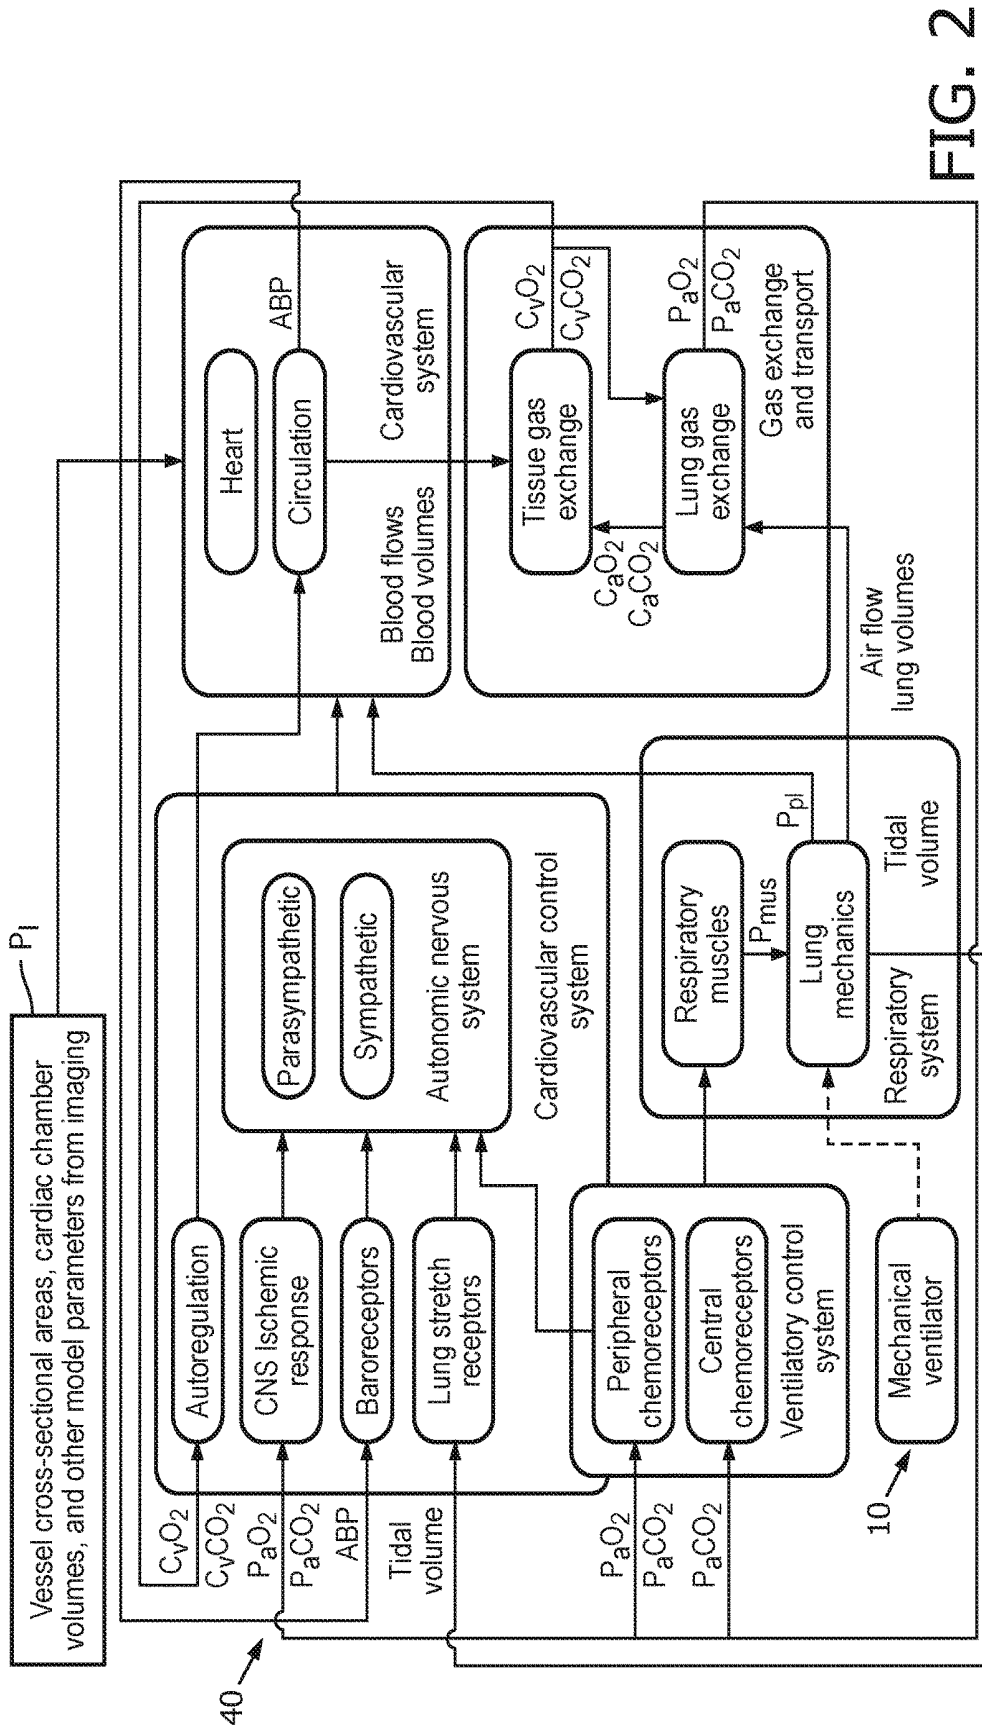 Vessel cross-sectional areas, cardiac chamber
volumes, and other model parameters from imaging
P_I
40
C_vO_2
C_vCO_2
P_aO_2
P_aCO_2
ABP
Tidal
volume
Autoregulation
CNS Ischemic
response
Baroreceptors
Lung stretch
receptors
Parasympathetic
Sympathetic
Autonomic nervous
system
Cardiovascular control
system
Heart
Circulation
ABP
Cardiovascular
system
Blood flows
Blood volumes
P_aO_2
P_aCO_2
P_aCO_2
Peripheral
chemoreceptors
Central
chemoreceptors
Ventilatory control
system
10
Mechanical
ventilator
Respiratory
muscles
P_mus
Lung
mechanics
P_pl
Tidal
volume
Respiratory
system
Air flow
lung volumes
Tissue gas
exchange
C_vO_2
C_vCO_2
C_aO_2
C_aCO_2
Lung gas
exchange
P_aO_2
P_aCO_2
Gas exchange
and transport
FIG. 2